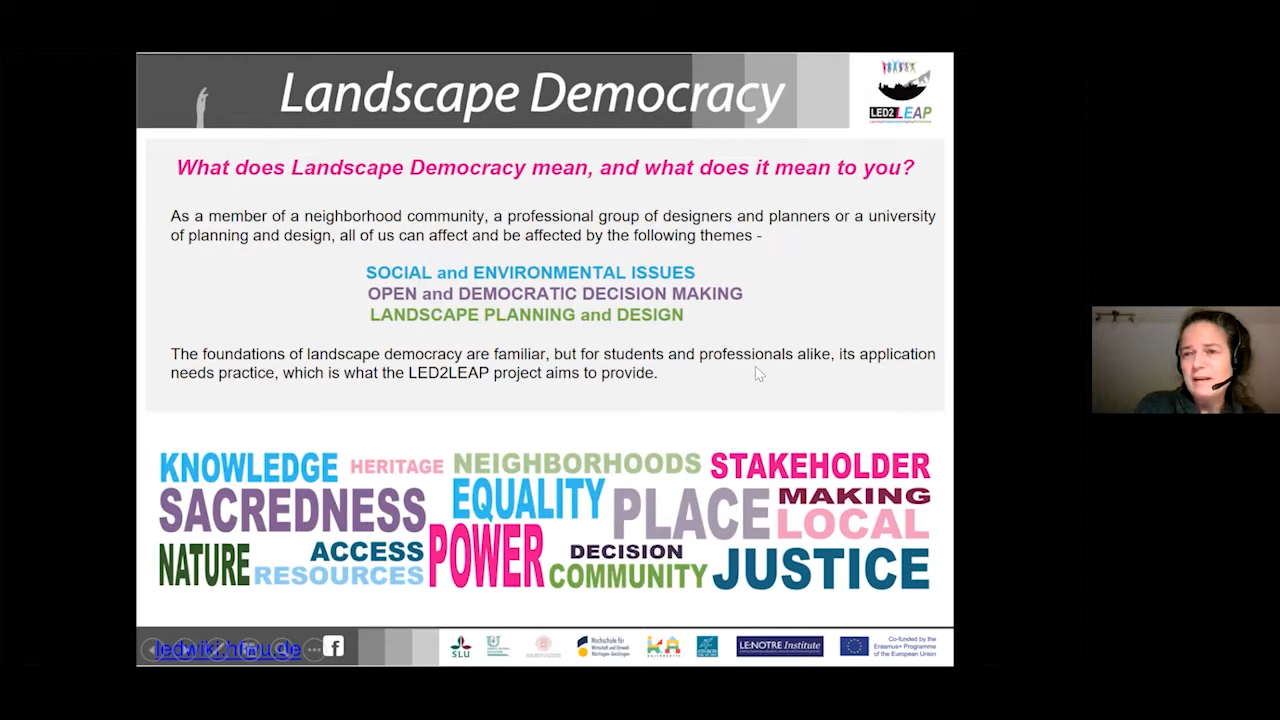 Landscape Democracy
LED2LEAP
What does Landscape Democracy mean, and what does it mean to you?
As a member of a neighborhood community, a professional group of designers and planners or a university
of planning and design, all of us can affect and be affected by the following themes -
SOCIAL and ENVIRONMENTAL ISSUES
OPEN and DEMOCRATIC DECISION MAKING
LANDSCAPE PLANNING and DESIGN
The foundations of landscape democracy are familiar, but for students and professionals alike, its application
needs practice, which is what the LED2LEAP project aims to provide.
KNOWLEDGE HERITAGE NEIGHBORHOODS STAKEHOLDER
SACREDNESS EQUALITY PLACE MAKING
LOCAL
NATURE ACCESS POWER DECISION JUSTICE
RESOURCES COMMUNITY
ledwiki.hfwu.de
SLU
Hochschule für
Wirtschaft und Umwelt
Nürtingen-Geislingen
LE:NOTRE Institute
Co-funded by the
Erasmus+ Programme
of the European Union